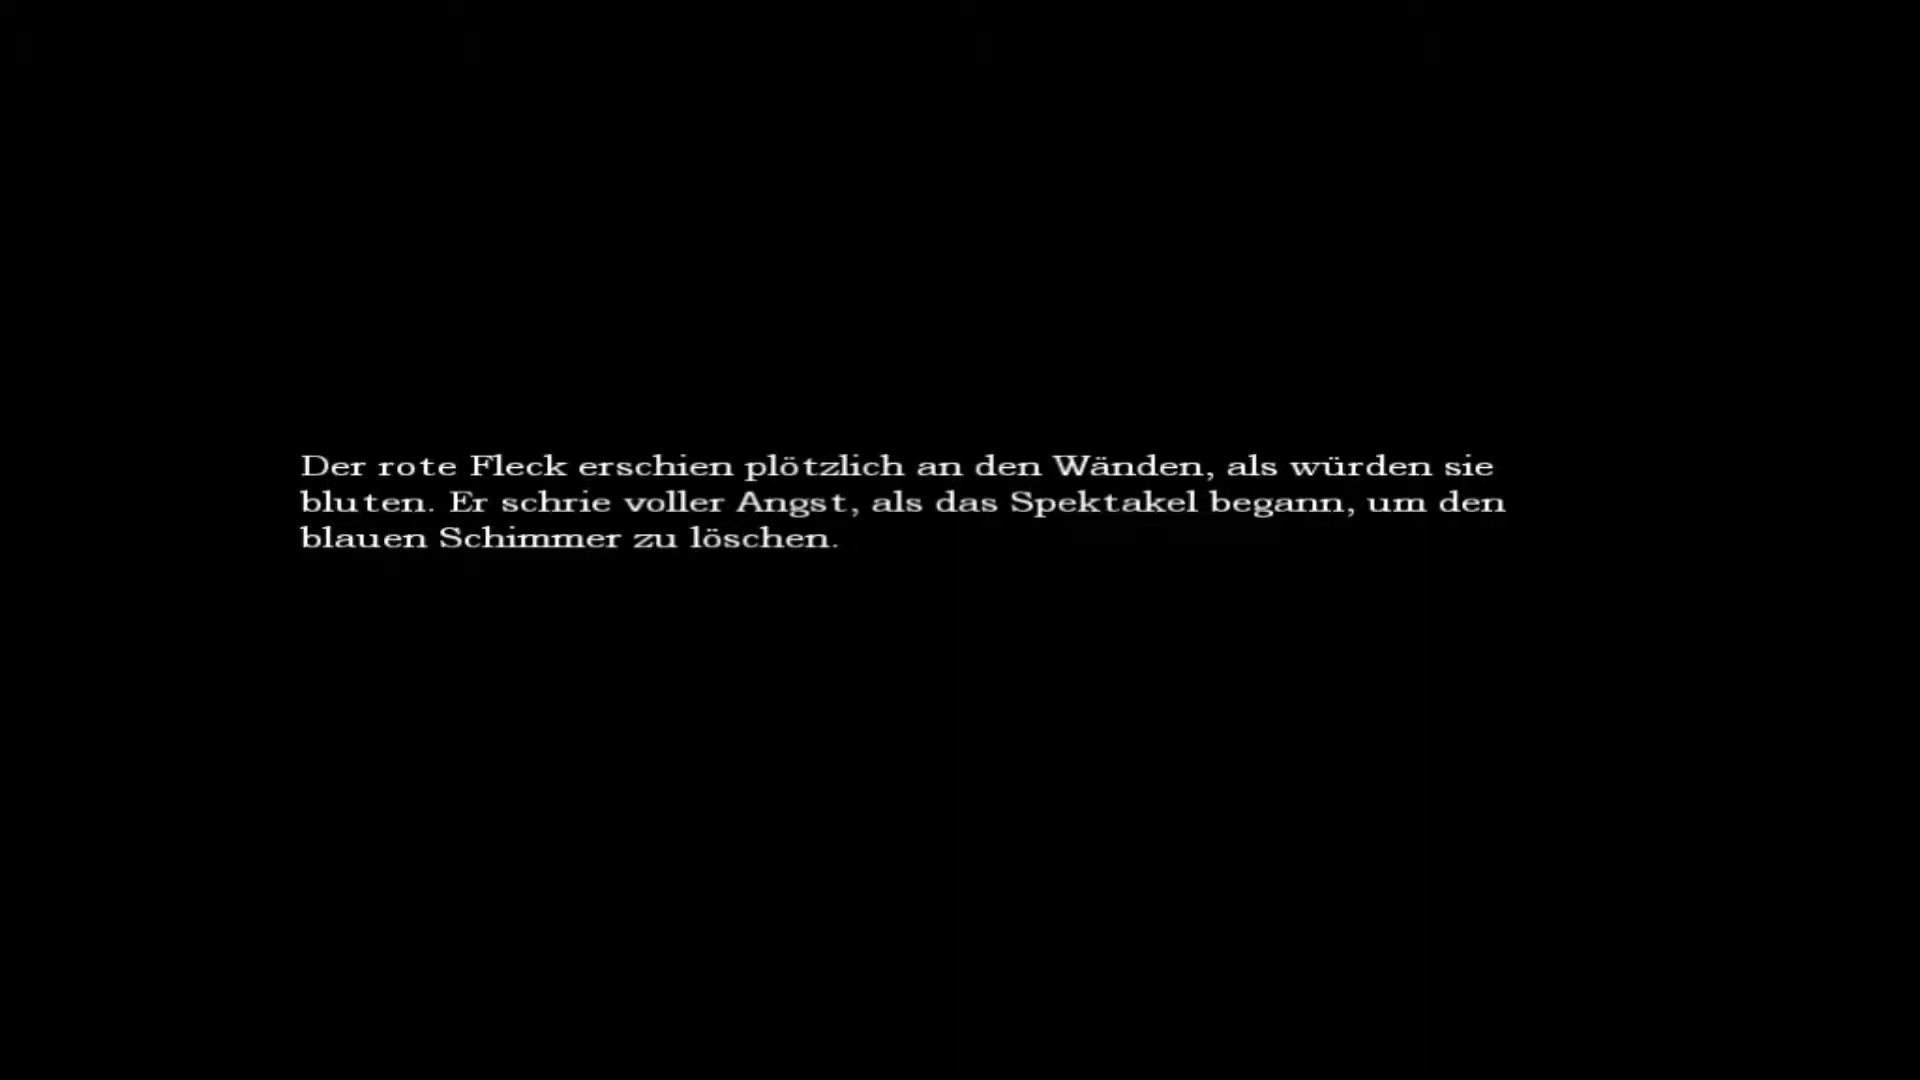 Der rote Fleck erschien plötzlich an den Wänden, als würden sie
bluten. Er schrie voller Angst, als das Spektakel begann, um den
blauen Schimmer zu löschen.